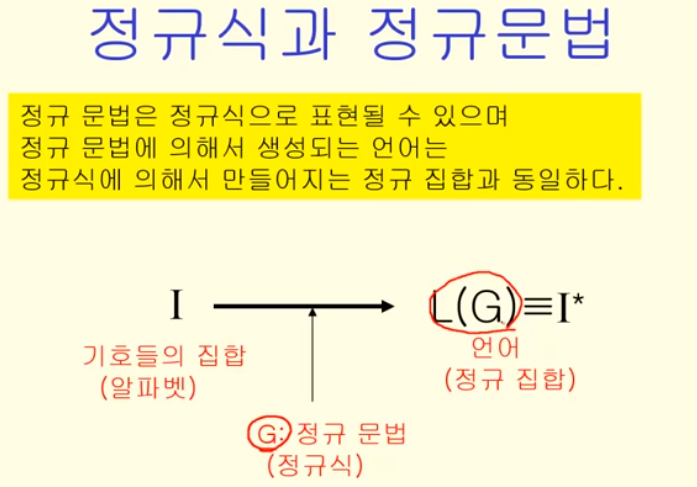 정규식과 정규문법
정규 문법은 정규식으로 표현될 수 있으며
정규 문법에 의해서 생성되는 언어는
정규식에 의해서 만들어지는 정규 집합과 동일하다.
I
L(G)≡I*
기호들의 집합
(알파벳)
언어
(정규 집합)
G: 정규 문법
(정규식)